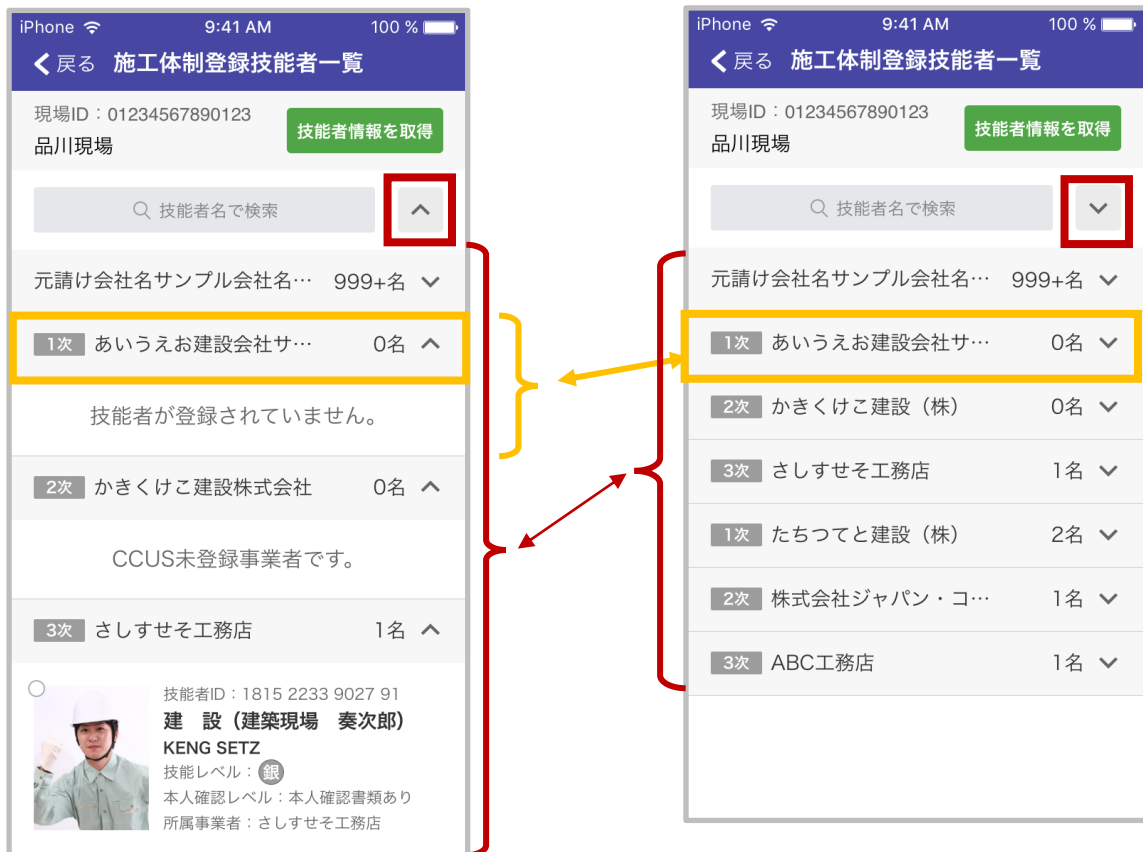 iPhone 9:41 AM 100 %
戻る 施工体制登録技能者一覧
現場ID：01234567890123
品川現場
技能者情報を取得
技能者名で検索
元請け会社名サンプル会社名… 999+名
1次 あいうえお建設会社サ… 0名
技能者が登録されていません。
2次 かきくけこ建設株式会社 0名
CCUS未登録事業者です。
3次 さしすせそ工務店 1名
技能者ID：1815 2233 9027 91
建　設（建築現場　奏次郎）
KENG SETZ
技能レベル：銀
本人確認レベル：本人確認書類あり
所属事業者：さしすせそ工務店
iPhone 9:41 AM 100 %
戻る 施工体制登録技能者一覧
現場ID：01234567890123
品川現場
技能者情報を取得
技能者名で検索
元請け会社名サンプル会社名… 999+名
1次 あいうえお建設会社サ… 0名
2次 かきくけこ建設（株） 0名
3次 さしすせそ工務店 1名
1次 たちつてと建設（株） 2名
2次 株式会社ジャパン・コ… 1名
3次 ABC工務店 1名